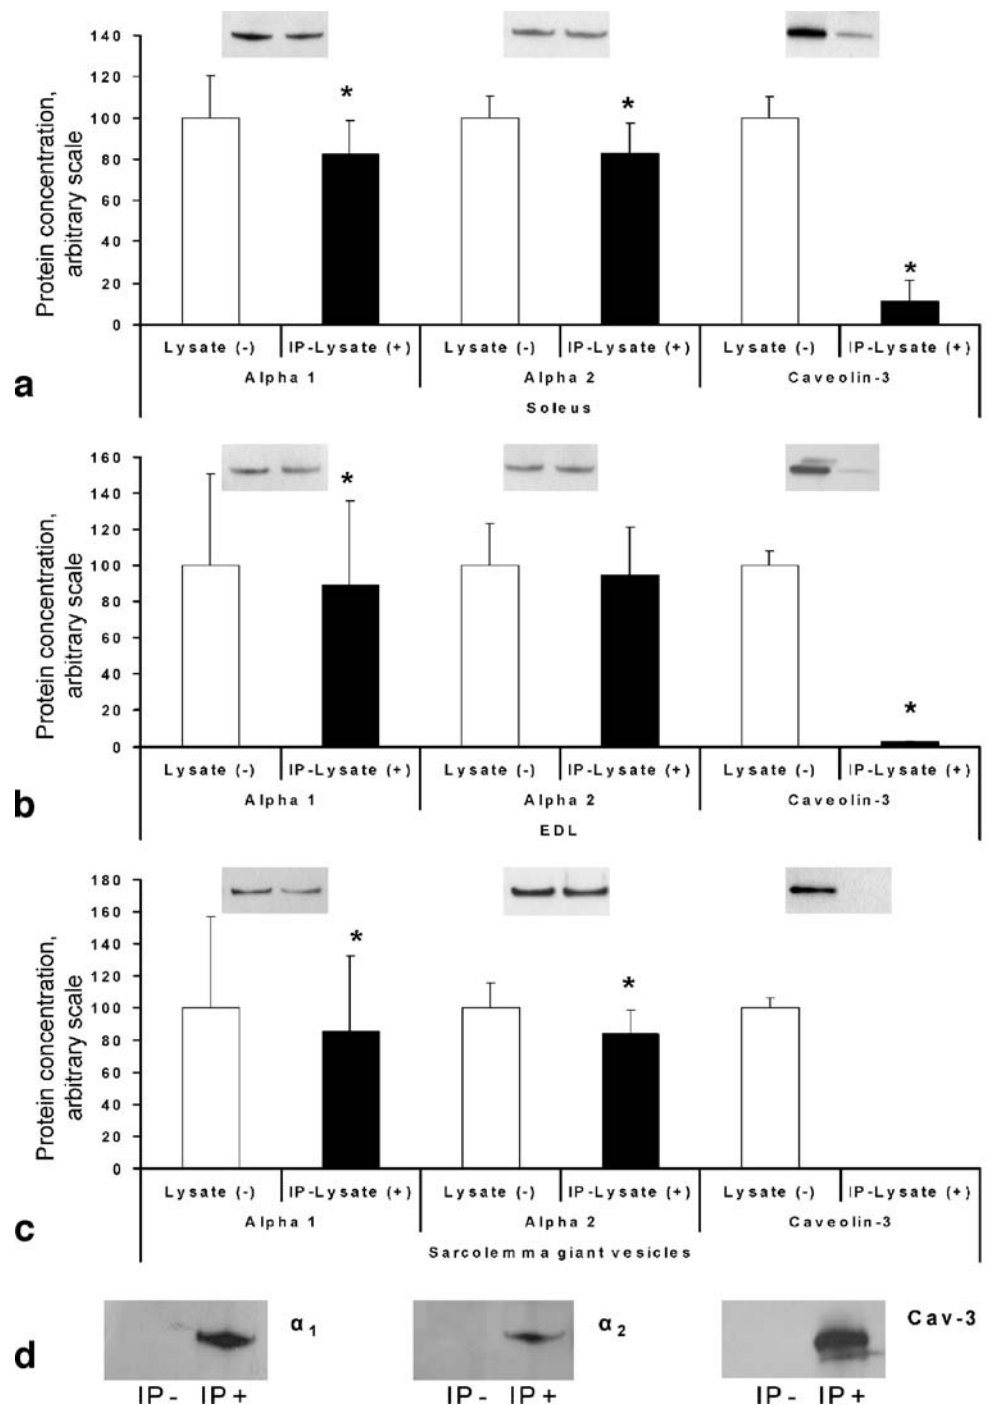 Protein concentration,
arbitrary scale
140
120
100
80
60
40
20
0
*
*
*
Lysate (-) IP-Lysate (+) Lysate (-) IP-Lysate (+) Lysate (-) IP-Lysate (+)
Alpha 1 Alpha 2 Caveolin-3
Soleus
a
Protein concentration,
arbitrary scale
160
140
120
100
80
60
40
20
0
*
*
Lysate (-) IP-Lysate (+) Lysate (-) IP-Lysate (+) Lysate (-) IP-Lysate (+)
Alpha 1 Alpha 2 Caveolin-3
EDL
b
Protein concentration,
arbitrary scale
180
160
140
120
100
80
60
40
20
0
*
*
Lysate (-) IP-Lysate (+) Lysate (-) IP-Lysate (+) Lysate (-) IP-Lysate (+)
Alpha 1 Alpha 2 Caveolin-3
Sarcolemma giant vesicles
c
α1 α2 Cav-3
d
IP- IP+ IP- IP+ IP- IP+